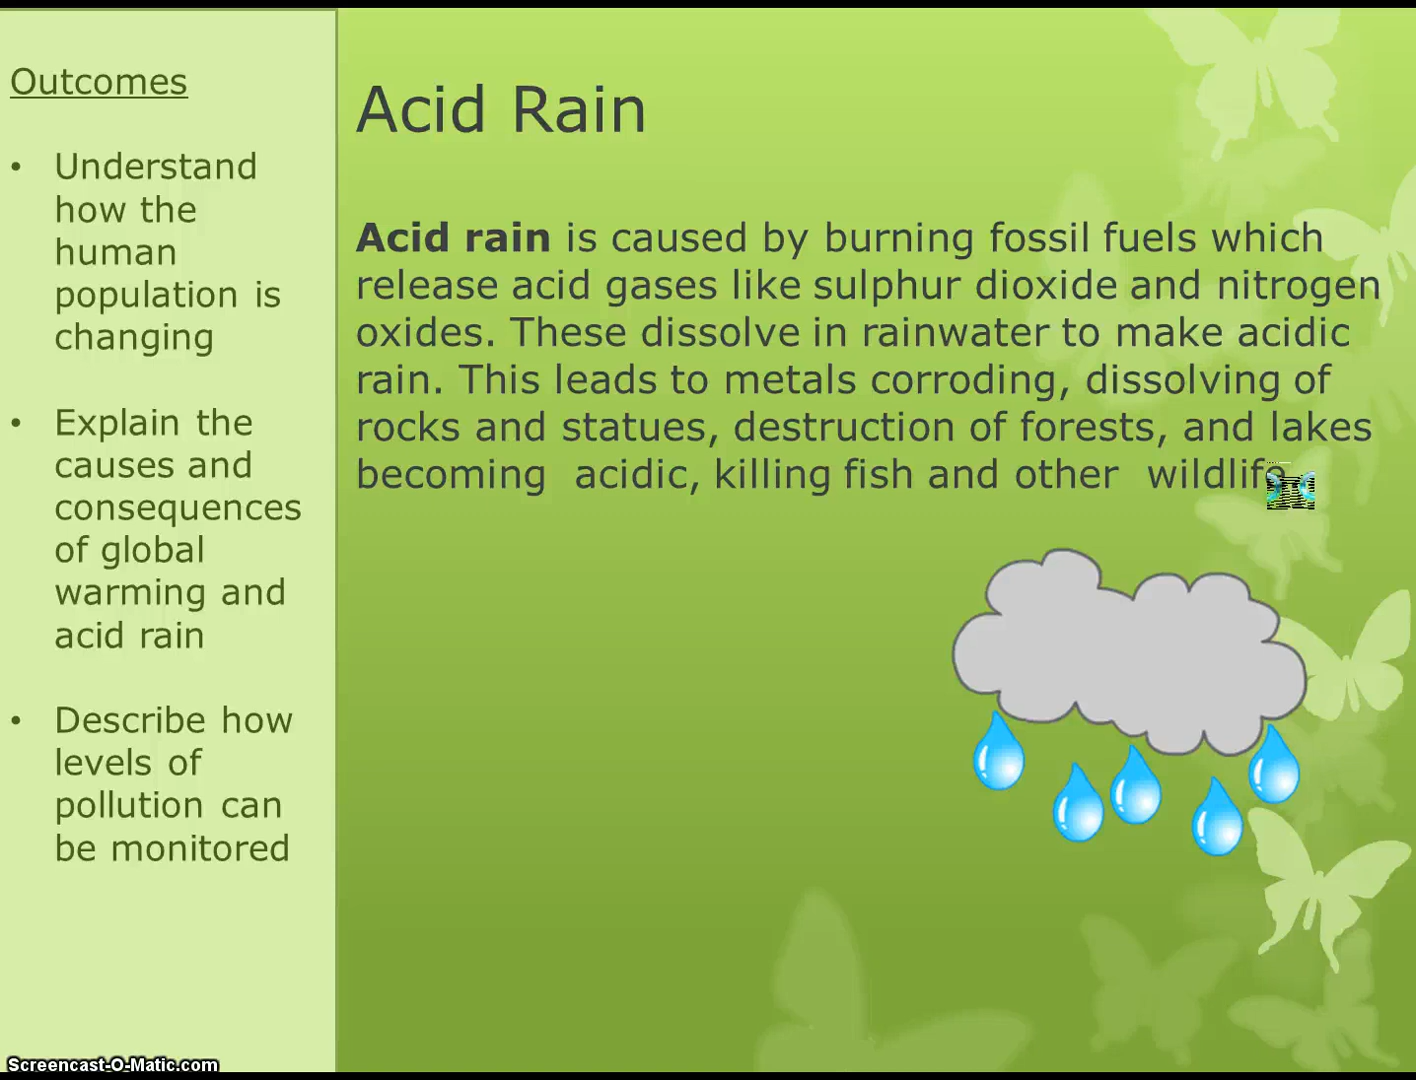 Outcomes
• Understand
how the
human
population is
changing
• Explain the
causes and
consequences
of global
warming and
acid rain
• Describe how
levels of
pollution can
be monitored
Acid Rain
Acid rain is caused by burning fossil fuels which
release acid gases like sulphur dioxide and nitrogen
oxides. These dissolve in rainwater to make acidic
rain. This leads to metals corroding, dissolving of
rocks and statues, destruction of forests, and lakes
becoming acidic, killing fish and other wildlife
Screencast-O-Matic.com